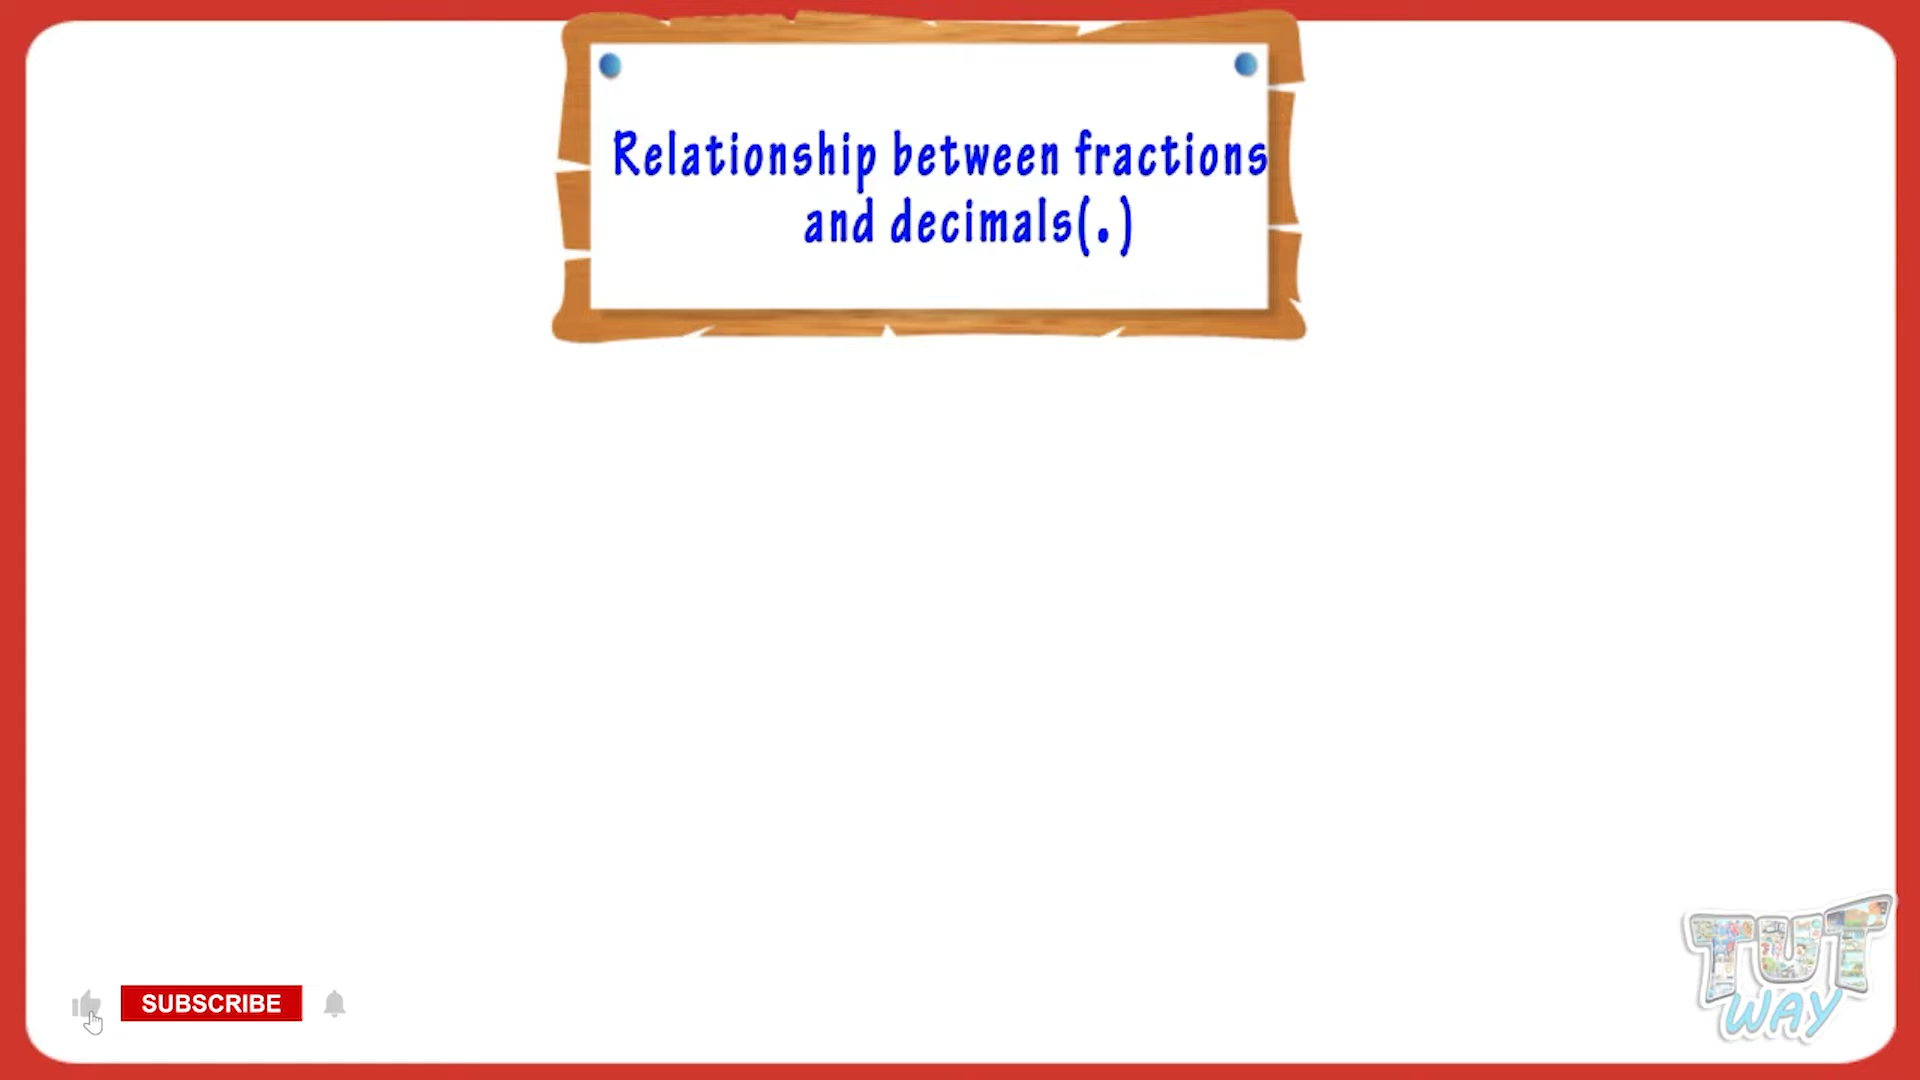 Relationship between fractions
and decimals(.)
SUBSCRIBE
TUT
WAY